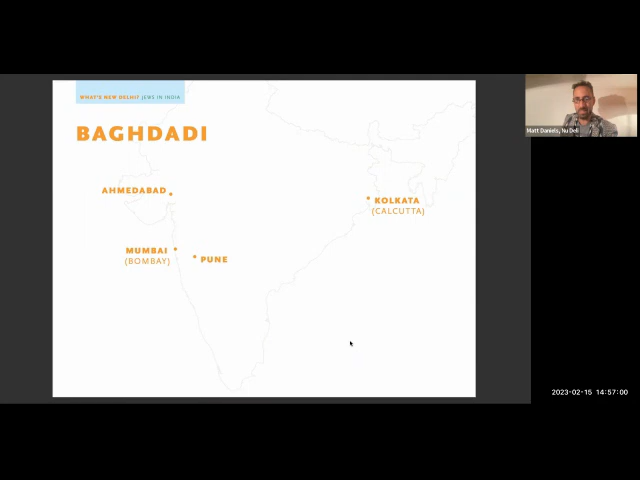 WHAT'S NEW DELHI? JEWS IN INDIA
BAGHDADI
AHMEDABAD
KOLKATA
(CALCUTTA)
MUMBAI
(BOMBAY)
PUNE
Matt Daniels, Nu Deli
2023-02-15 14:57:00